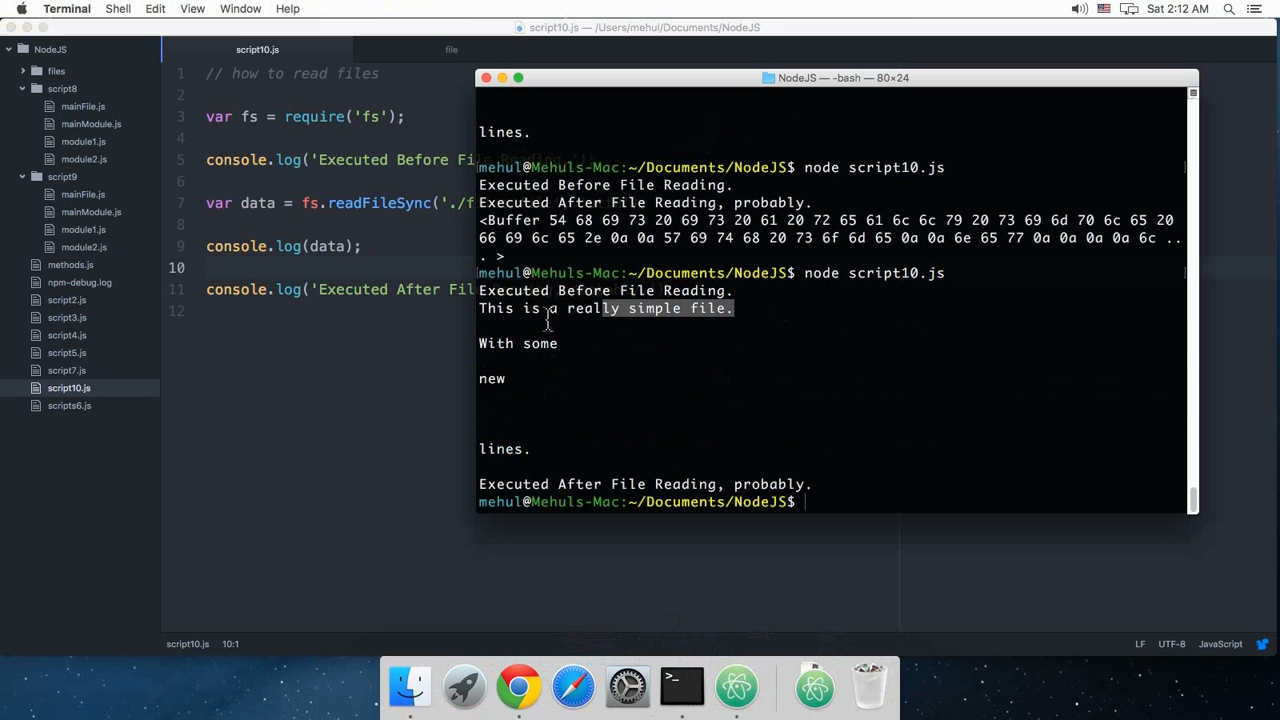 Terminal Shell Edit View Window Help Sat 2:12 AM
script10.js — /Users/mehul/Documents/NodeJS
NodeJS
files
script8
mainFile.js
mainModule.js
module1.js
module2.js
script9
mainFile.js
mainModule.js
module1.js
module2.js
methods.js
npm-debug.log
script2.js
script3.js
script4.js
script5.js
script7.js
script10.js
scripts6.js
script10.js file
1 // how to read files
2
3 var fs = require('fs');
4
5 console.log('Executed Before File
6
7 var data = fs.readFileSync('./f
8
9 console.log(data);
10
11 console.log('Executed After Fil
12
NodeJS — -bash — 80×24
lines.
mehul@Mehuls-Mac:~/Documents/NodeJS$ node script10.js
Executed Before File Reading.
Executed After File Reading, probably.
<Buffer 54 68 69 73 20 69 73 20 61 20 72 65 61 6c 6c 79 20 73 69 6d 70 6c 65 20
66 69 6c 65 2e 0a 0a 57 69 74 68 20 73 6f 6d 65 0a 0a 6e 65 77 0a 0a 0a 0a 6c ..
. >
mehul@Mehuls-Mac:~/Documents/NodeJS$ node script10.js
Executed Before File Reading.
This is a really simple file.
With some
new
lines.
Executed After File Reading, probably.
mehul@Mehuls-Mac:~/Documents/NodeJS$
script10.js 10:1 LF UTF-8 JavaScript